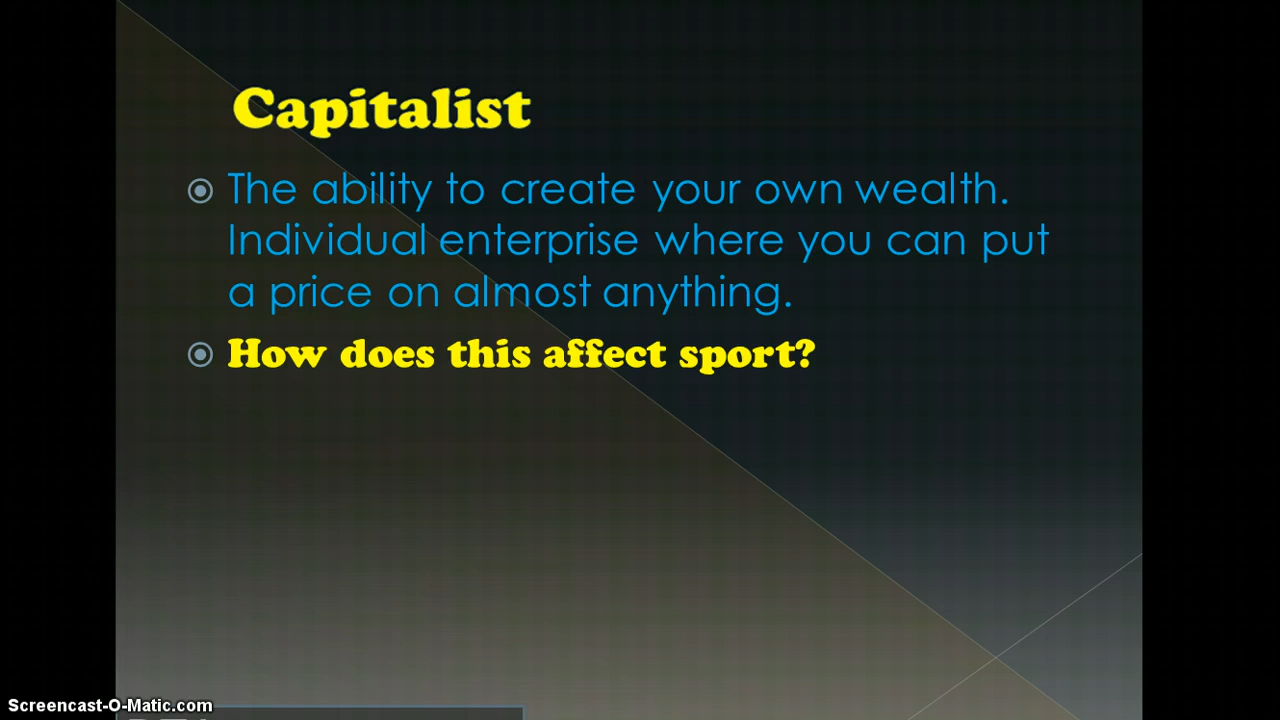 Capitalist
The ability to create your own wealth.
Individual enterprise where you can put
a price on almost anything.
How does this affect sport?
Screencast-O-Matic.com